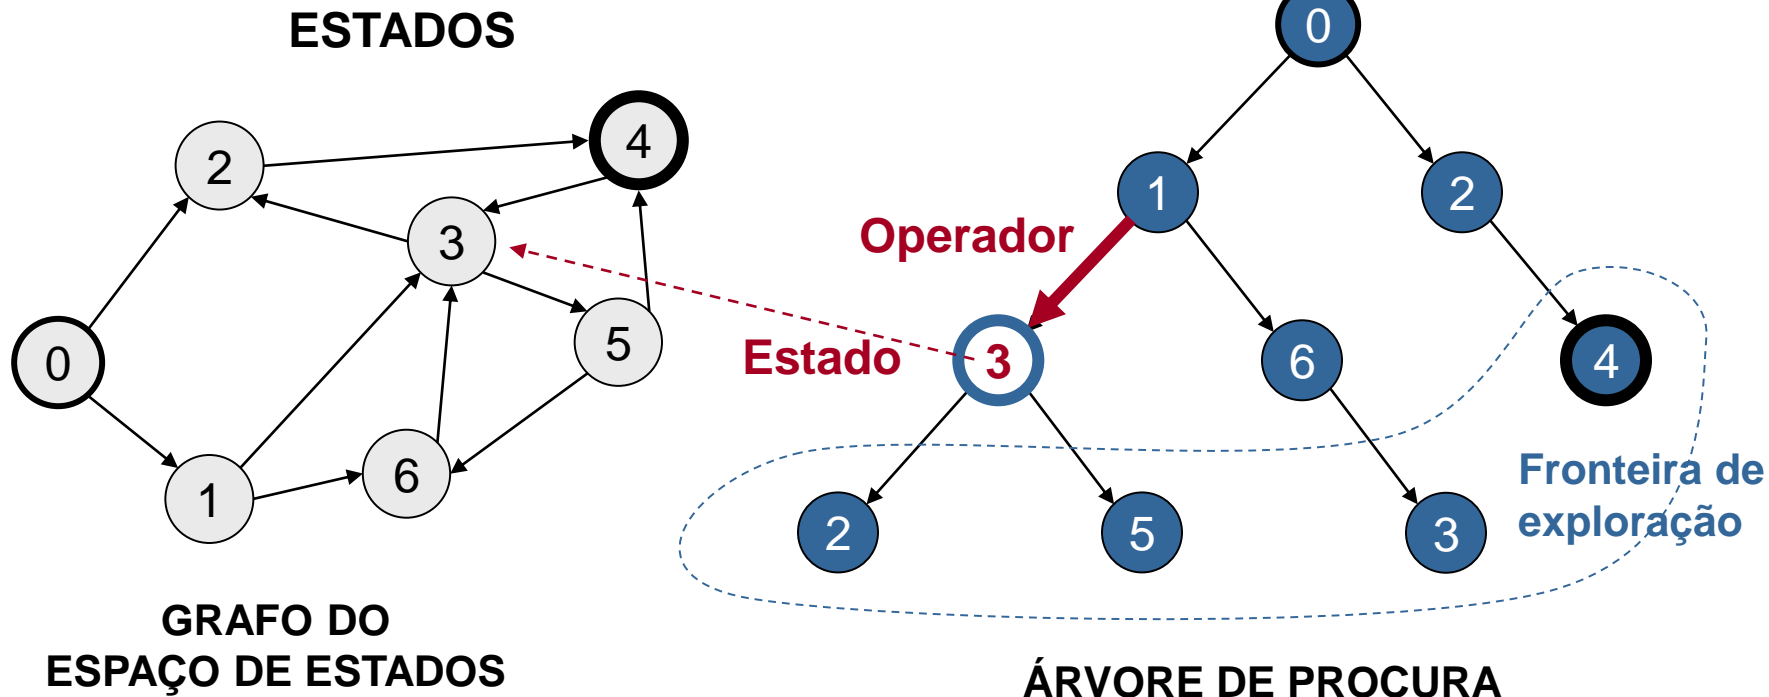 ESTADOS
2
4
3
0
5
1
6
GRAFO DO
ESPAÇO DE ESTADOS
0
1
2
Operador
Estado
3
6
4
Fronteira de
exploração
2
5
3
ÁRVORE DE PROCURA